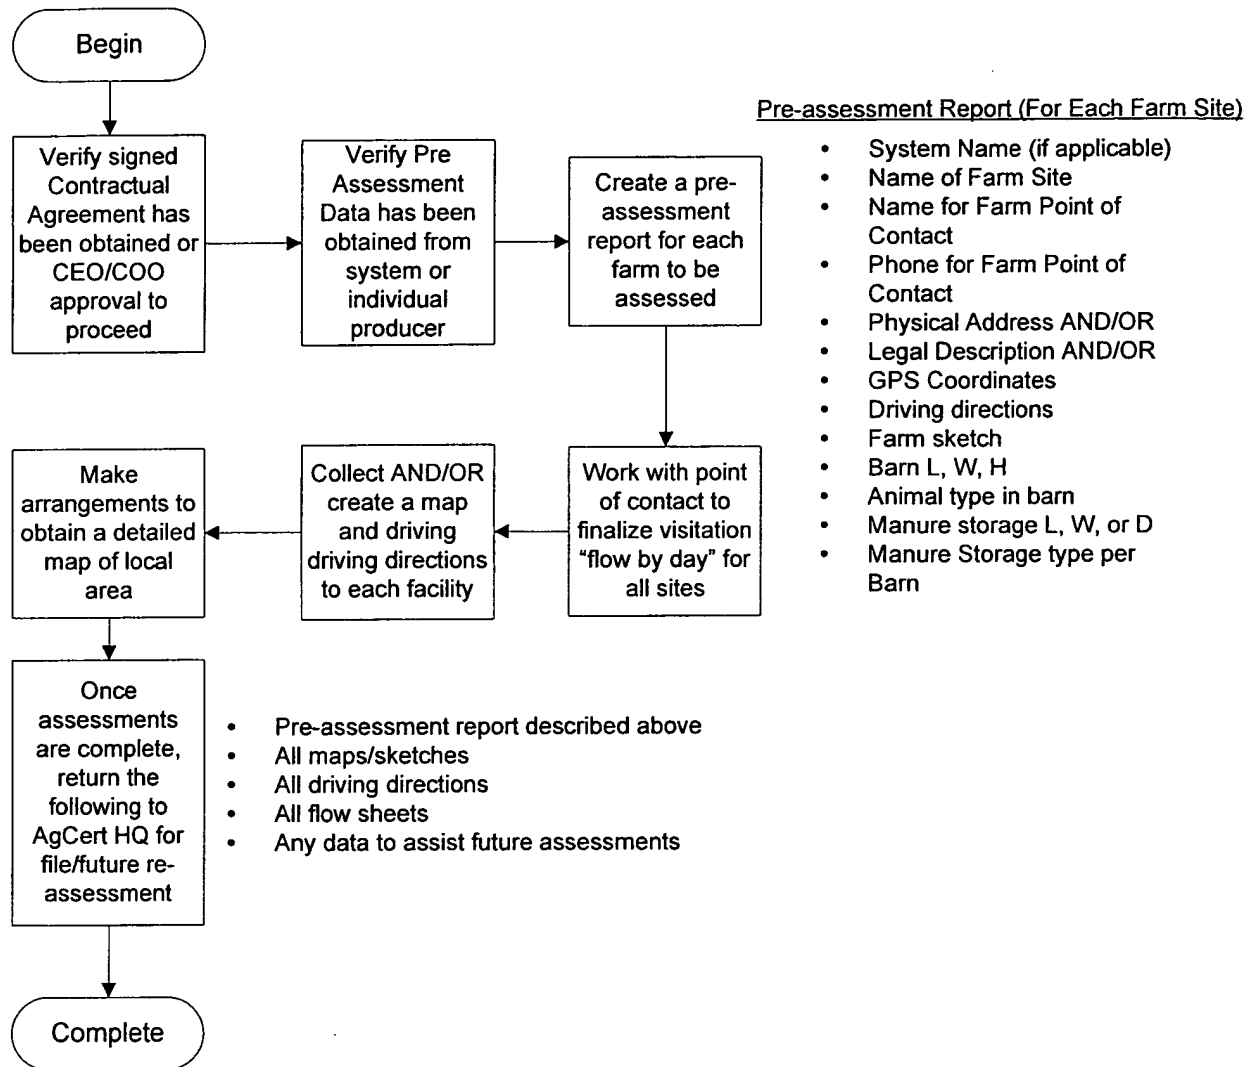 Begin
Verify signed
Contractual
Agreement has
been obtained or
CEO/COO
approval to
proceed
Verify Pre
Assessment
Data has been
obtained from
system or
individual
producer
Create a pre-
assessment
report for each
farm to be
assessed
Pre-assessment Report (For Each Farm Site)
• System Name (if applicable)
• Name of Farm Site
• Name for Farm Point of
Contact
• Phone for Farm Point of
Contact
• Physical Address AND/OR
• Legal Description AND/OR
• GPS Coordinates
• Driving directions
• Farm sketch
• Barn L, W, H
• Animal type in barn
• Manure storage L, W, or D
• Manure Storage type per
Barn
Work with point
of contact to
finalize visitation
“flow by day” for
all sites
Collect AND/OR
create a map
and driving
driving directions
to each facility
Make
arrangements to
obtain a detailed
map of local
area
Once
assessments
are complete,
return the
following to
AgCert HQ for
file/future re-
assessment
• Pre-assessment report described above
• All maps/sketches
• All driving directions
• All flow sheets
• Any data to assist future assessments
Complete